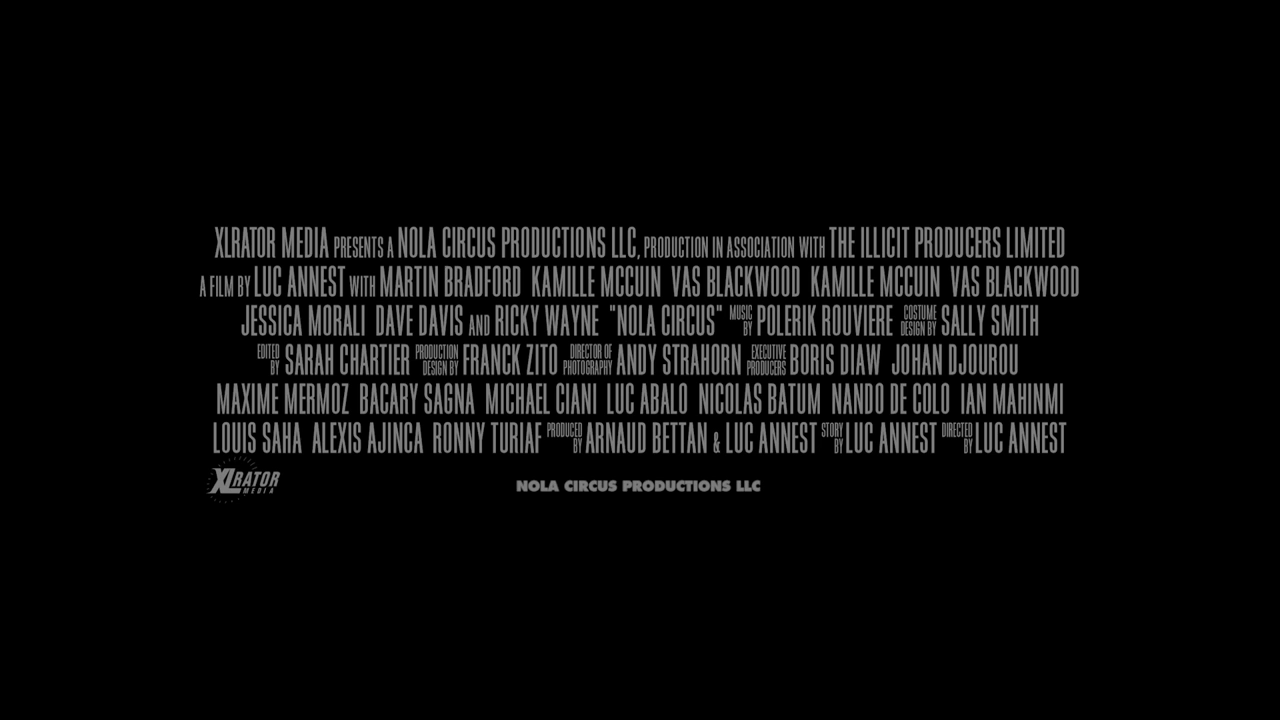 XLRATOR MEDIA PRESENTS A NOLA CIRCUS PRODUCTIONS LLC, PRODUCTION IN ASSOCIATION WITH THE ILLICIT PRODUCERS LIMITED
A FILM BY LUC ANNEST WITH MARTIN BRADFORD KAMILLE MCCUIN VAS BLACKWOOD KAMILLE MCCUIN VAS BLACKWOOD
JESSICA MORALI DAVE DAVIS AND RICKY WAYNE "NOLA CIRCUS" MUSIC BY POLERIK ROUVIERE COSTUME DESIGN BY SALLY SMITH
EDITED BY SARAH CHARTIER PRODUCTION DESIGN BY FRANCK ZITO DIRECTOR OF PHOTOGRAPHY ANDY STRAHORN EXECUTIVE PRODUCERS BORIS DIAW JOHAN DJOUROU
MAXIME MERMOZ BACARY SAGNA MICHAEL CIANI LUC ABALO NICOLAS BATUM NANDO DE COLO IAN MAHINMI
LOUIS SAHA ALEXIS AJINCA RONNY TURIAF PRODUCED BY ARNAUD BETTAN & LUC ANNEST STORY BY LUC ANNEST DIRECTED BY LUC ANNEST
XLRATOR
MEDIA
NOLA CIRCUS PRODUCTIONS LLC